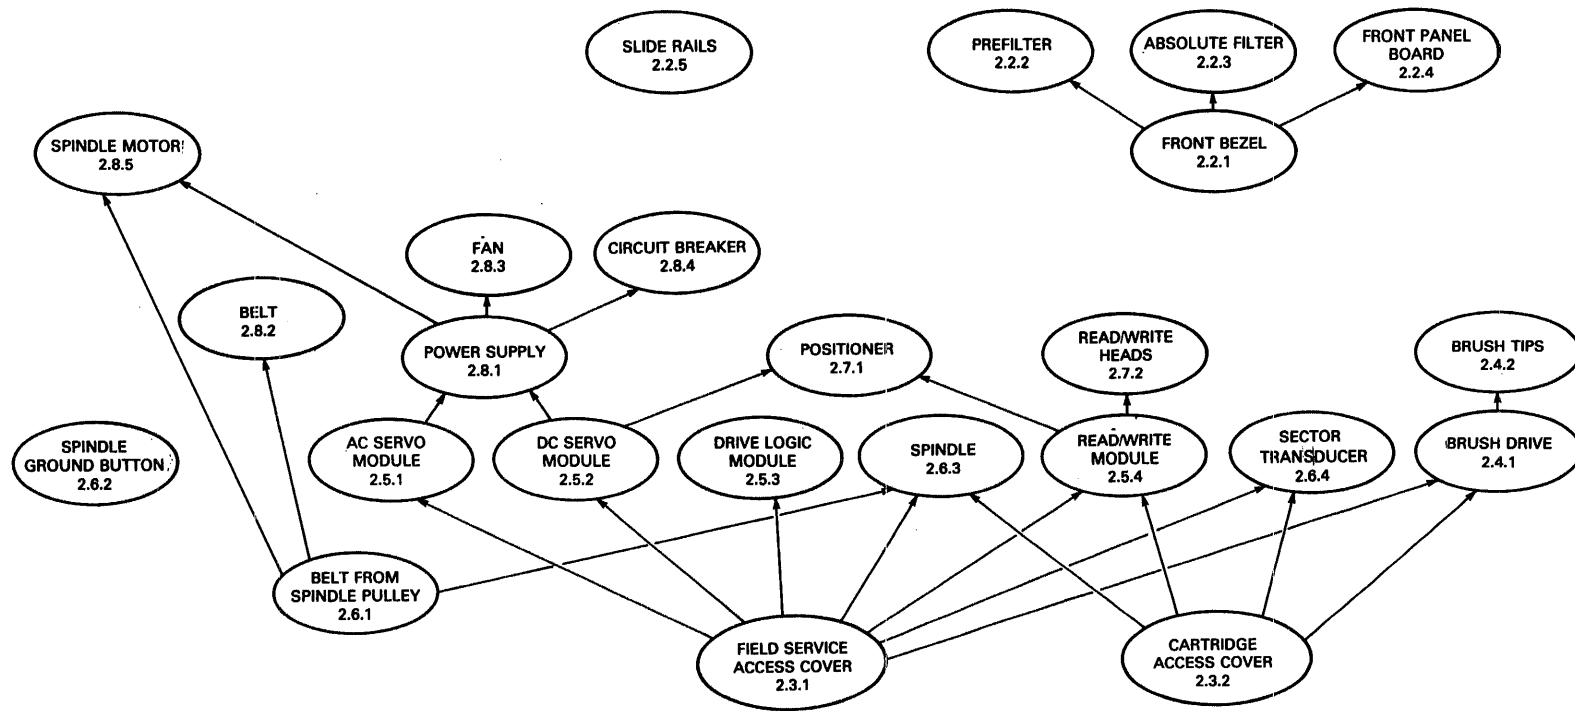 SLIDE RAILS
2.2.5
PREFILTER
2.2.2
ABSOLUTE FILTER
2.2.3
FRONT PANEL
BOARD
2.2.4
SPINDLE MOTOR
2.8.5
FRONT BEZEL
2.2.1
FAN
2.8.3
CIRCUIT BREAKER
2.8.4
BELT
2.8.2
POWER SUPPLY
2.8.1
POSITIONER
2.7.1
READ/WRITE
HEADS
2.7.2
BRUSH TIPS
2.4.2
SPINDLE
GROUND BUTTON
2.6.2
AC SERVO
MODULE
2.5.1
DC SERVO
MODULE
2.5.2
DRIVE LOGIC
MODULE
2.5.3
SPINDLE
2.6.3
READ/WRITE
MODULE
2.5.4
SECTOR
TRANSDUCER
2.6.4
BRUSH DRIVE
2.4.1
BELT FROM
SPINDLE PULLEY
2.6.1
FIELD SERVICE
ACCESS COVER
2.3.1
CARTRIDGE
ACCESS COVER
2.3.2